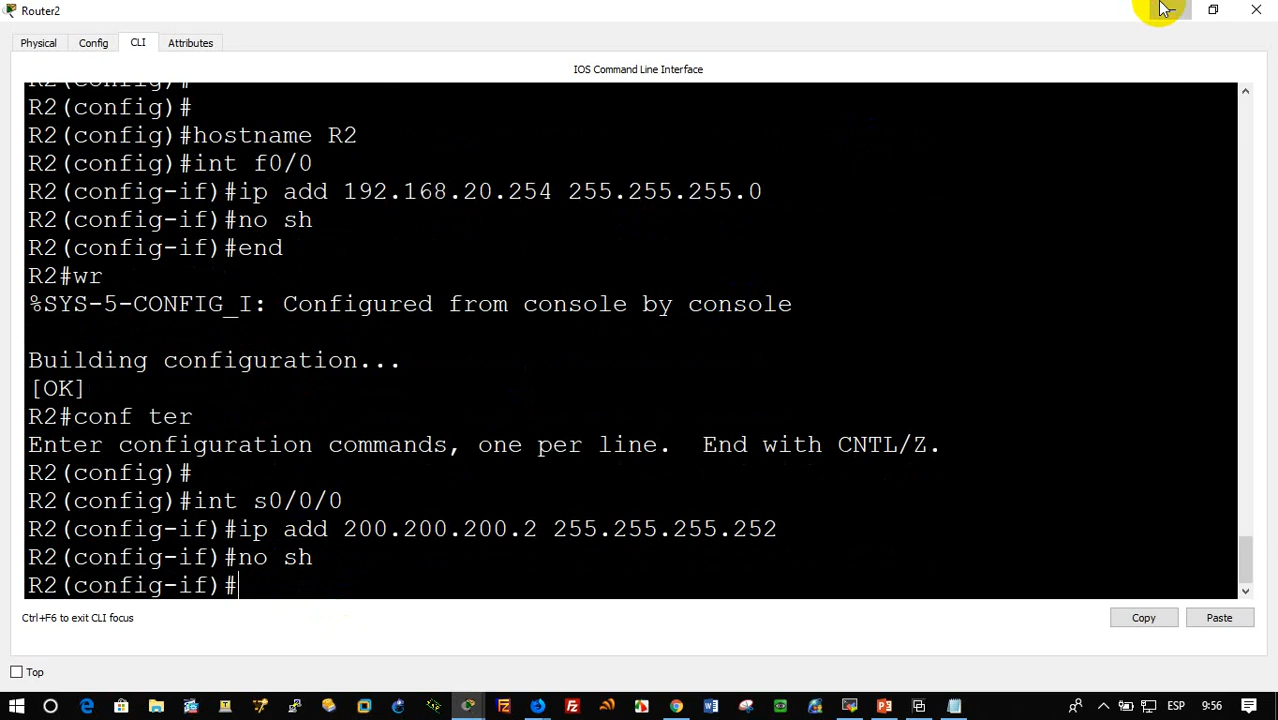 Router2
Physical
Config
CLI
Attributes
IOS Command Line Interface
R2(config)#
R2(config)#
R2(config)#hostname R2
R2(config)#int f0/0
R2(config-if)#ip add 192.168.20.254 255.255.255.0
R2(config-if)#no sh
R2(config-if)#end
R2#wr
%SYS-5-CONFIG_I: Configured from console by console
Building configuration...
[OK]
R2#conf ter
Enter configuration commands, one per line.  End with CNTL/Z.
R2(config)#
R2(config)#int s0/0/0
R2(config-if)#ip add 200.200.200.2 255.255.255.252
R2(config-if)#no sh
R2(config-if)#
Ctrl+F6 to exit CLI focus
Copy
Paste
Top
ESP
9:56